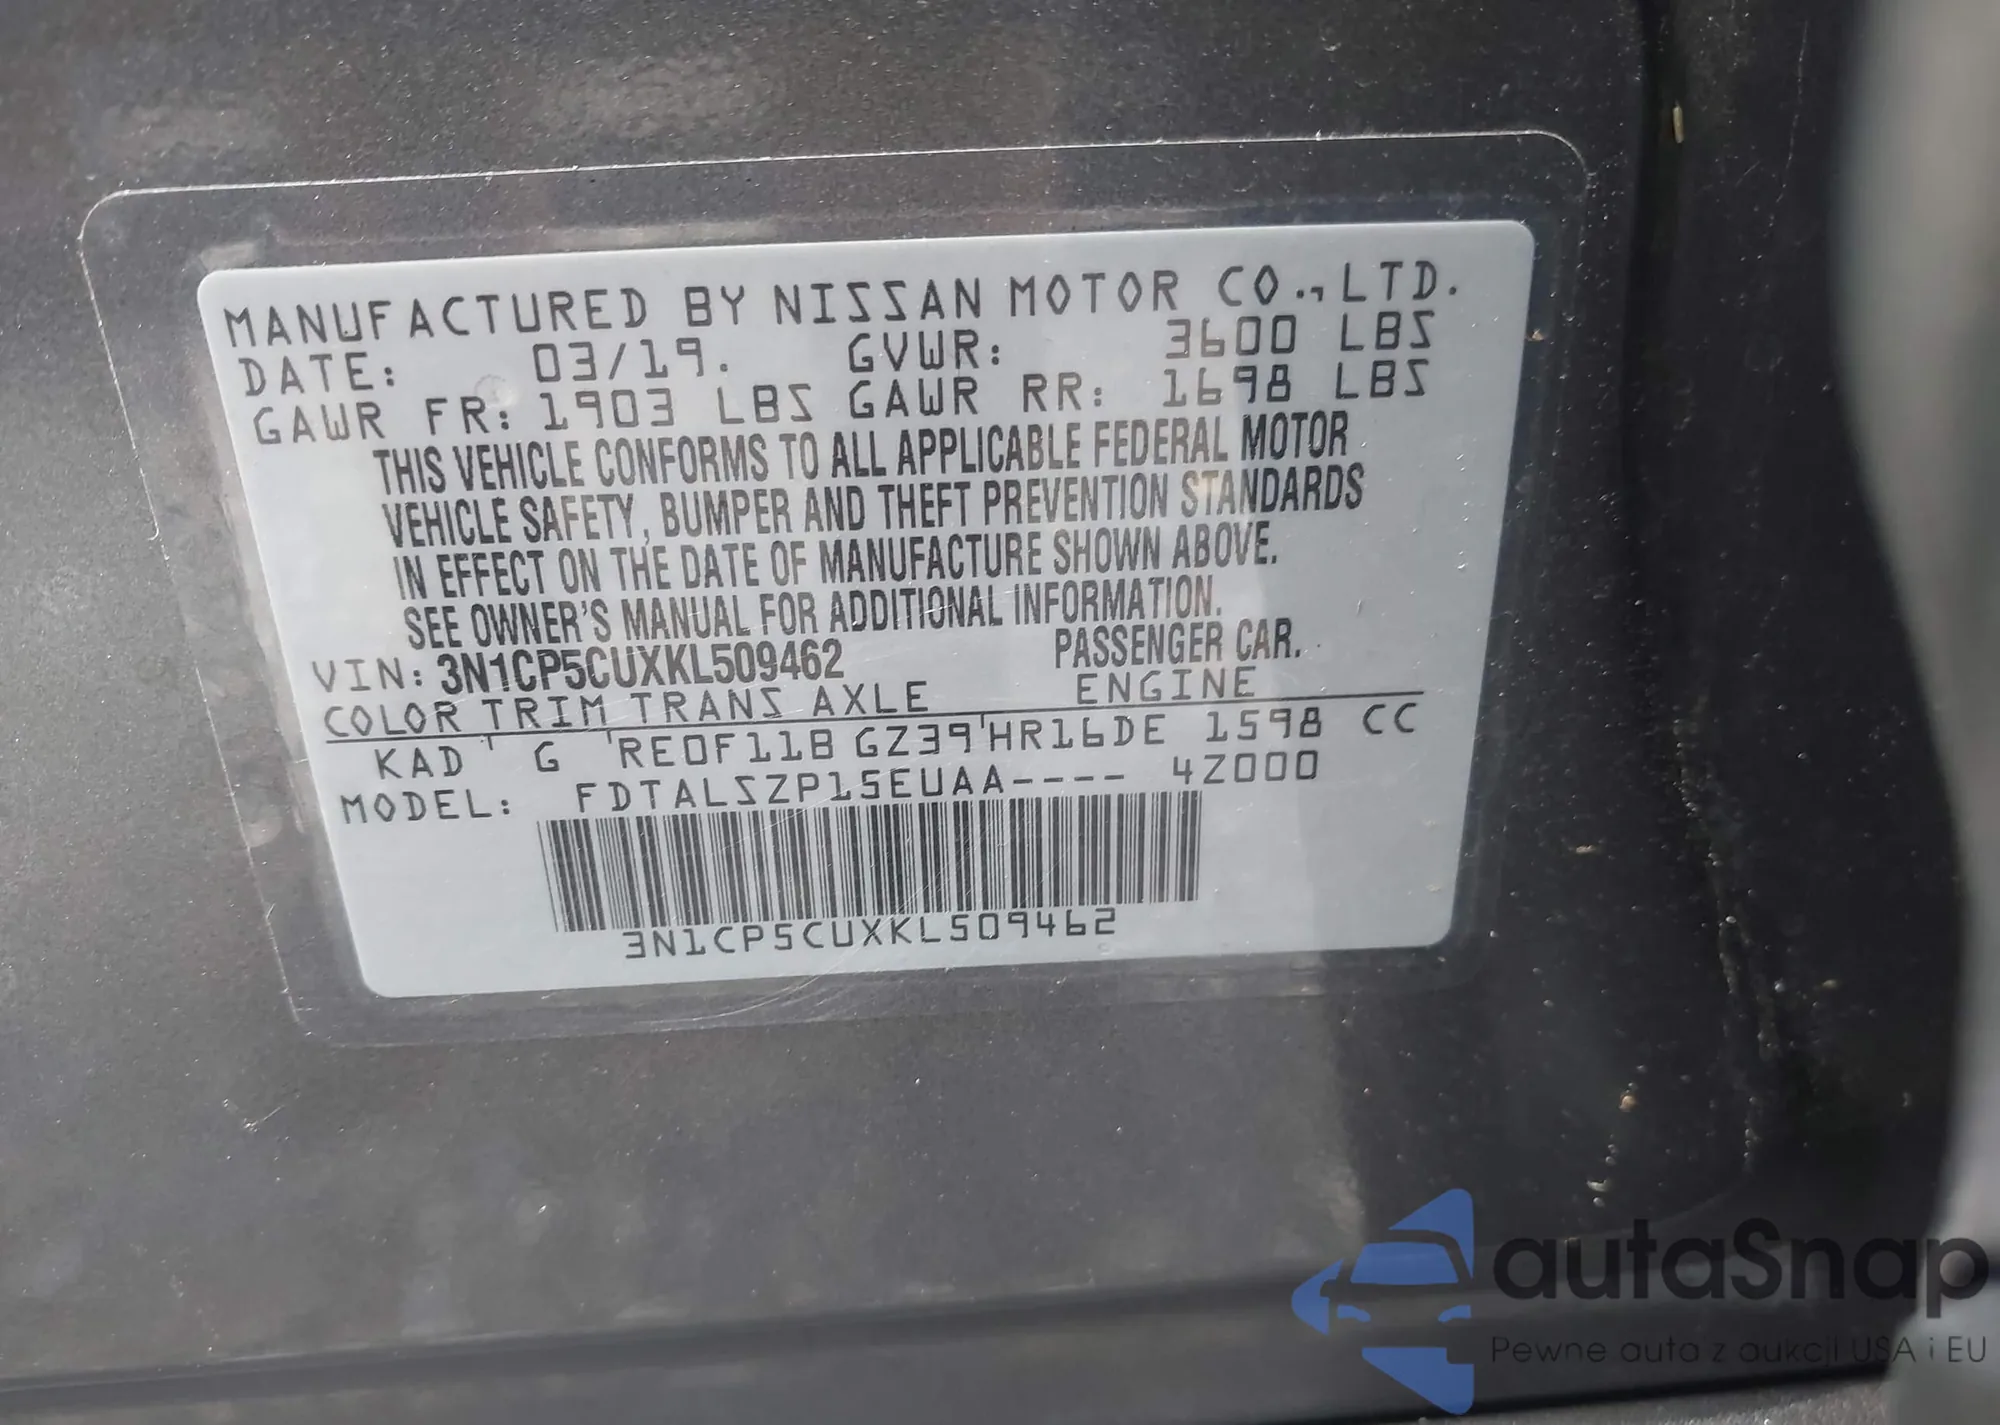 MANUFACTURED BY NISSAN MOTOR CO., LTD.
DATE: 03/19. GVWR: 3600 LBS
GAWR FR: 1903 LBS GAWR RR: 1698 LBS
THIS VEHICLE CONFORMS TO ALL APPLICABLE FEDERAL MOTOR
VEHICLE SAFETY, BUMPER AND THEFT PREVENTION STANDARDS
IN EFFECT ON THE DATE OF MANUFACTURE SHOWN ABOVE.
SEE OWNER'S MANUAL FOR ADDITIONAL INFORMATION.
VIN: 3N1CP5CUXKL509462 PASSENGER CAR.
COLOR TRIM TRANS AXLE ENGINE
KAD G RE0F11B GZ39 HR16DE 1598 CC
MODEL: FDTALSZP15EUAA---- 4Z000
3N1CP5CUXKL509462
autaSnap
Pewne auta z aukcji USA i EU